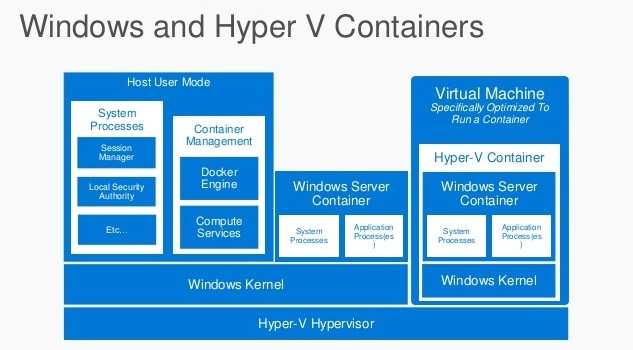 Windows and Hyper V Containers
Host User Mode
System
Processes
Session
Manager
Local Security
Authority
Etc...
Container
Management
Docker
Engine
Compute
Services
Windows Server
Container
System
Processes
Application
Process(es
)
Windows Kernel
Virtual Machine
Specifically Optimized To
Run a Container
Hyper-V Container
Windows Server
Container
System
Processes
Application
Process(es
)
Windows Kernel
Hyper-V Hypervisor